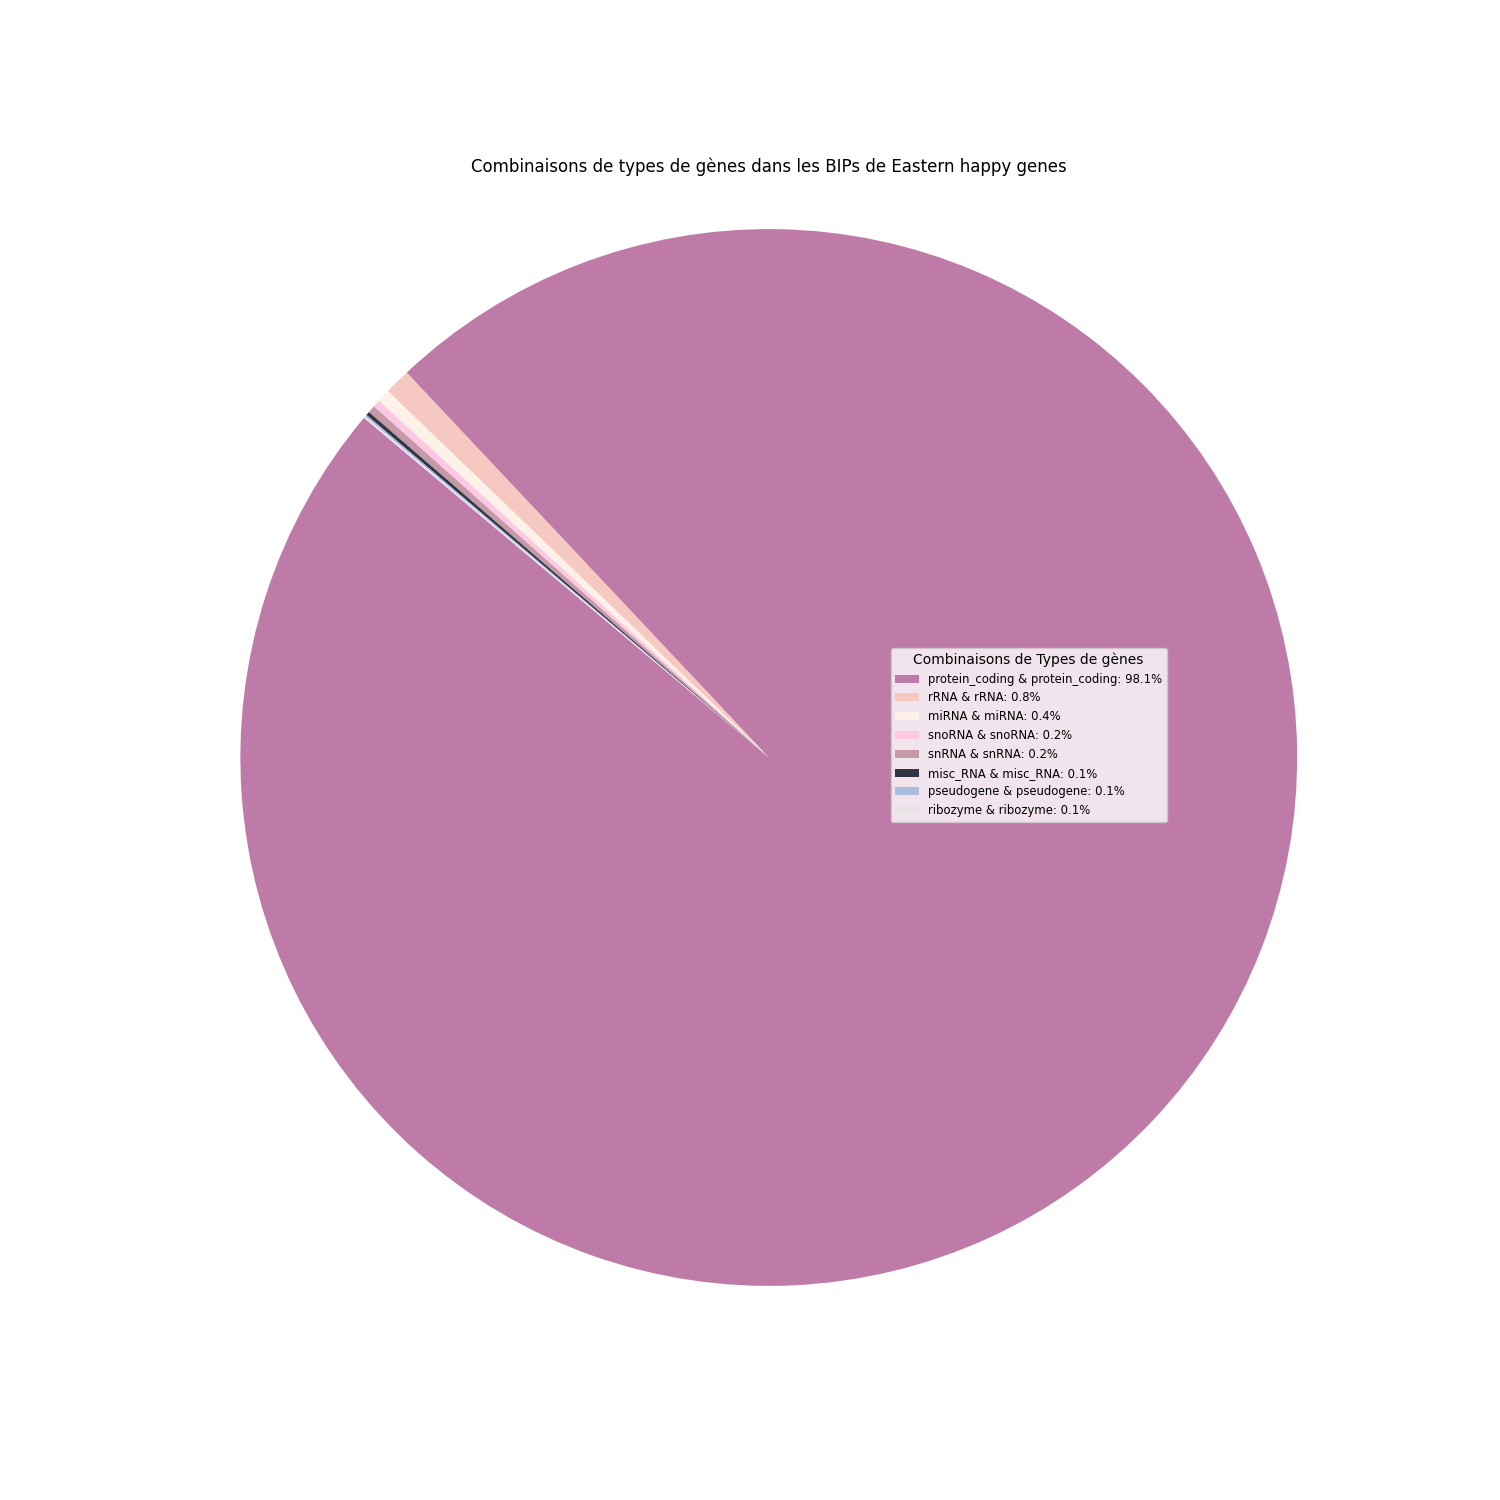 Combinaisons de types de gènes dans les BIPs de Eastern happy genes
Combinaisons de Types de gènes
protein_coding & protein_coding: 98.1%
rRNA & rRNA: 0.8%
miRNA & miRNA: 0.4%
snoRNA & snoRNA: 0.2%
snRNA & snRNA: 0.2%
misc_RNA & misc_RNA: 0.1%
pseudogene & pseudogene: 0.1%
ribozyme & ribozyme: 0.1%